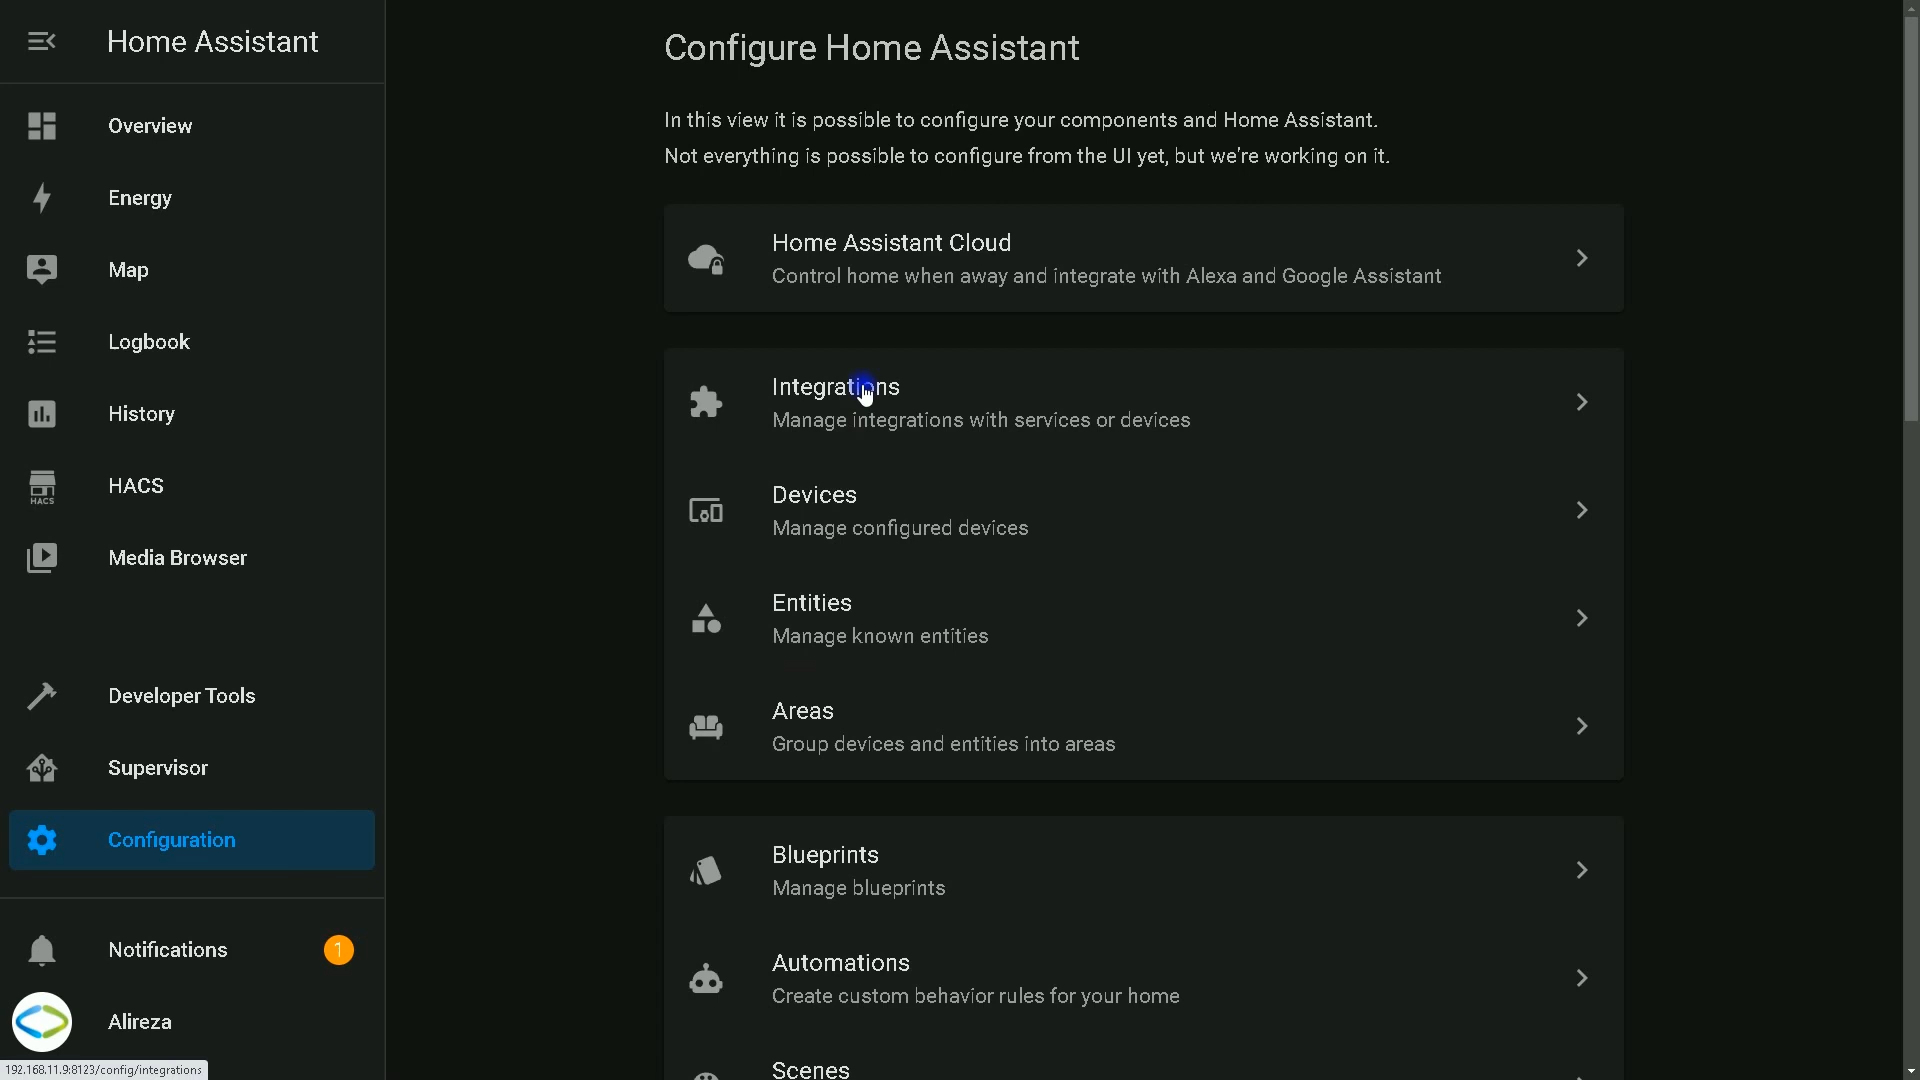 Home Assistant
Overview
Energy
Map
Logbook
History
HACS
HACS
Media Browser
Developer Tools
Supervisor
Configuration
Notifications
1
Alireza
192.168.11.9:8123/config/integrations
Configure Home Assistant
In this view it is possible to configure your components and Home Assistant.
Not everything is possible to configure from the UI yet, but we're working on it.
Home Assistant Cloud
Control home when away and integrate with Alexa and Google Assistant
Integrations
Manage integrations with services or devices
Devices
Manage configured devices
Entities
Manage known entities
Areas
Group devices and entities into areas
Blueprints
Manage blueprints
Automations
Create custom behavior rules for your home
Scenes